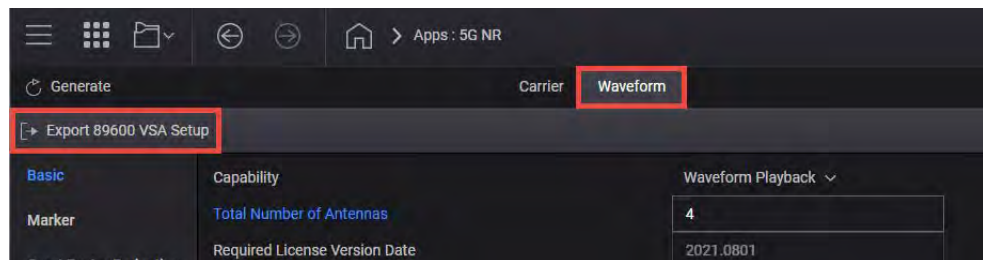 Apps : 5G NR
Generate
Carrier
Waveform
Export 89600 VSA Setup
Basic
Capability
Waveform Playback
Total Number of Antennas
4
Marker
Required License Version Date
2021.0801